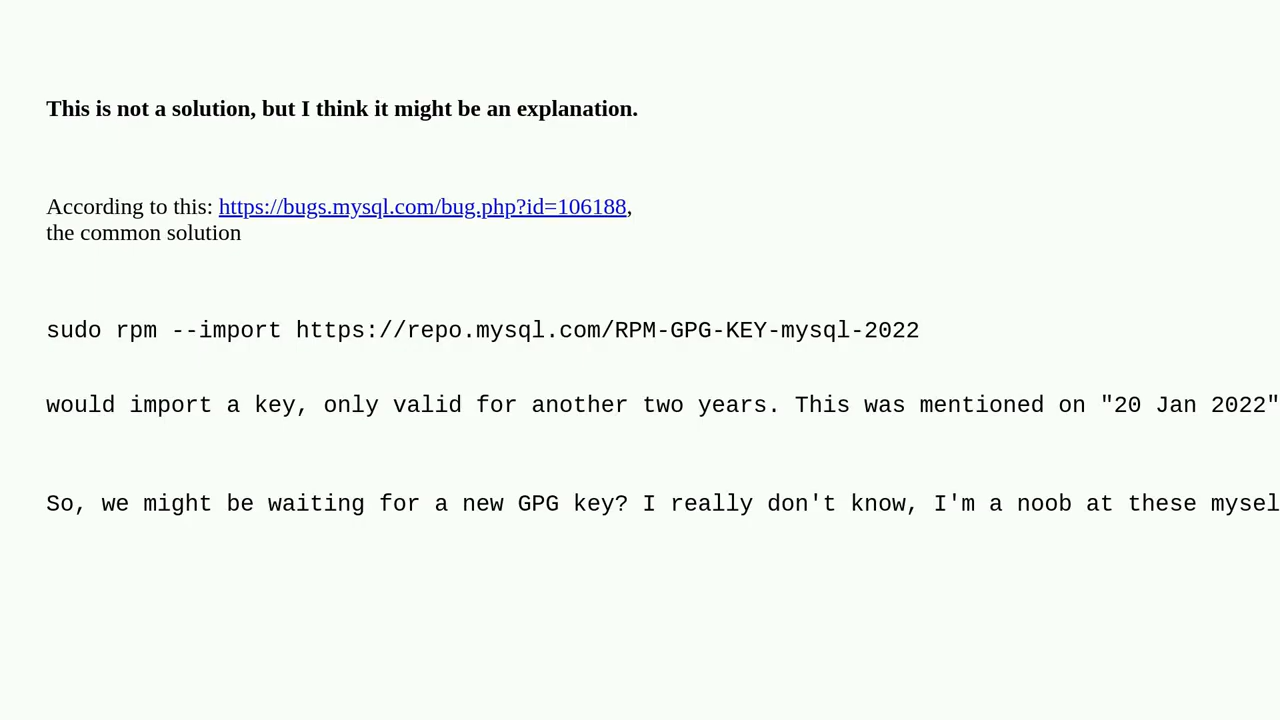 This is not a solution, but I think it might be an explanation.
According to this: https://bugs.mysql.com/bug.php?id=106188,
the common solution
sudo rpm --import https://repo.mysql.com/RPM-GPG-KEY-mysql-2022
would import a key, only valid for another two years. This was mentioned on "20 Jan 2022"
So, we might be waiting for a new GPG key? I really don't know, I'm a noob at these mysel